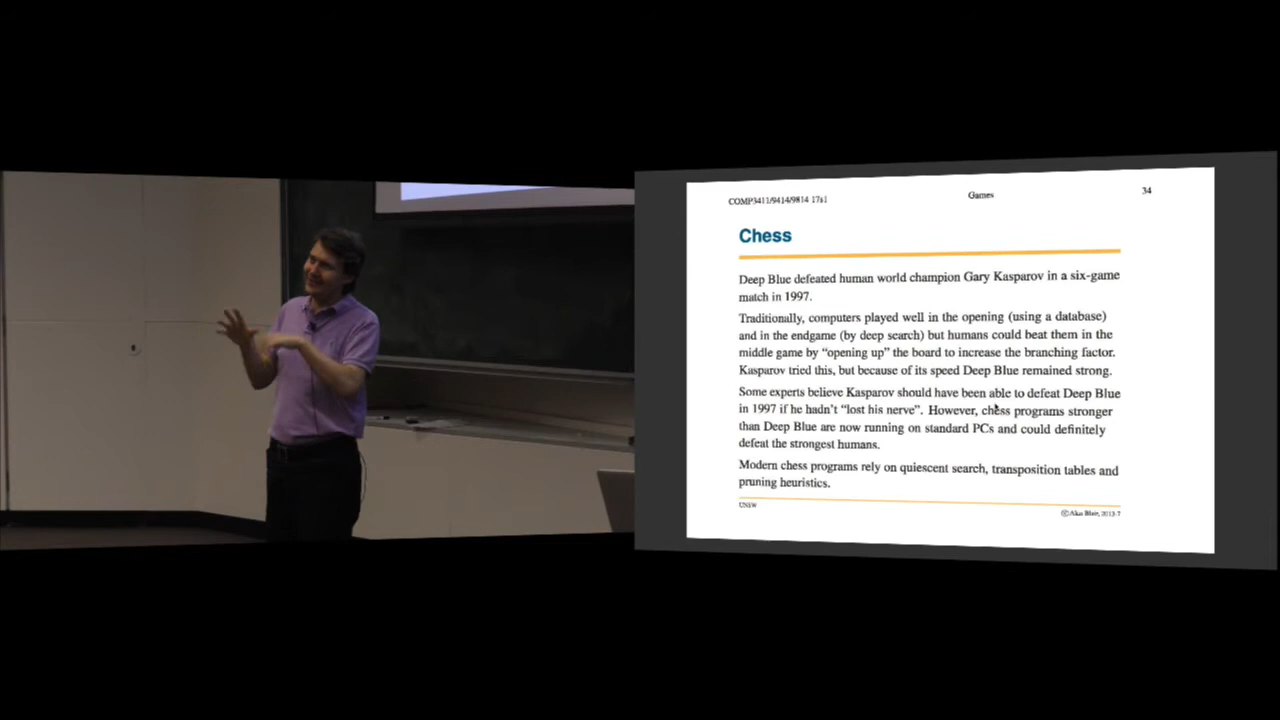 COMP3411/9414/9814 17s1
Games
34
Chess
Deep Blue defeated human world champion Gary Kasparov in a six-game
match in 1997.
Traditionally, computers played well in the opening (using a database)
and in the endgame (by deep search) but humans could beat them in the
middle game by “opening up” the board to increase the branching factor.
Kasparov tried this, but because of its speed Deep Blue remained strong.
Some experts believe Kasparov should have been able to defeat Deep Blue
in 1997 if he hadn’t “lost his nerve”. However, chess programs stronger
than Deep Blue are now running on standard PCs and could definitely
defeat the strongest humans.
Modern chess programs rely on quiescent search, transposition tables and
pruning heuristics.
UNSW
©Alan Blair, 2013-7